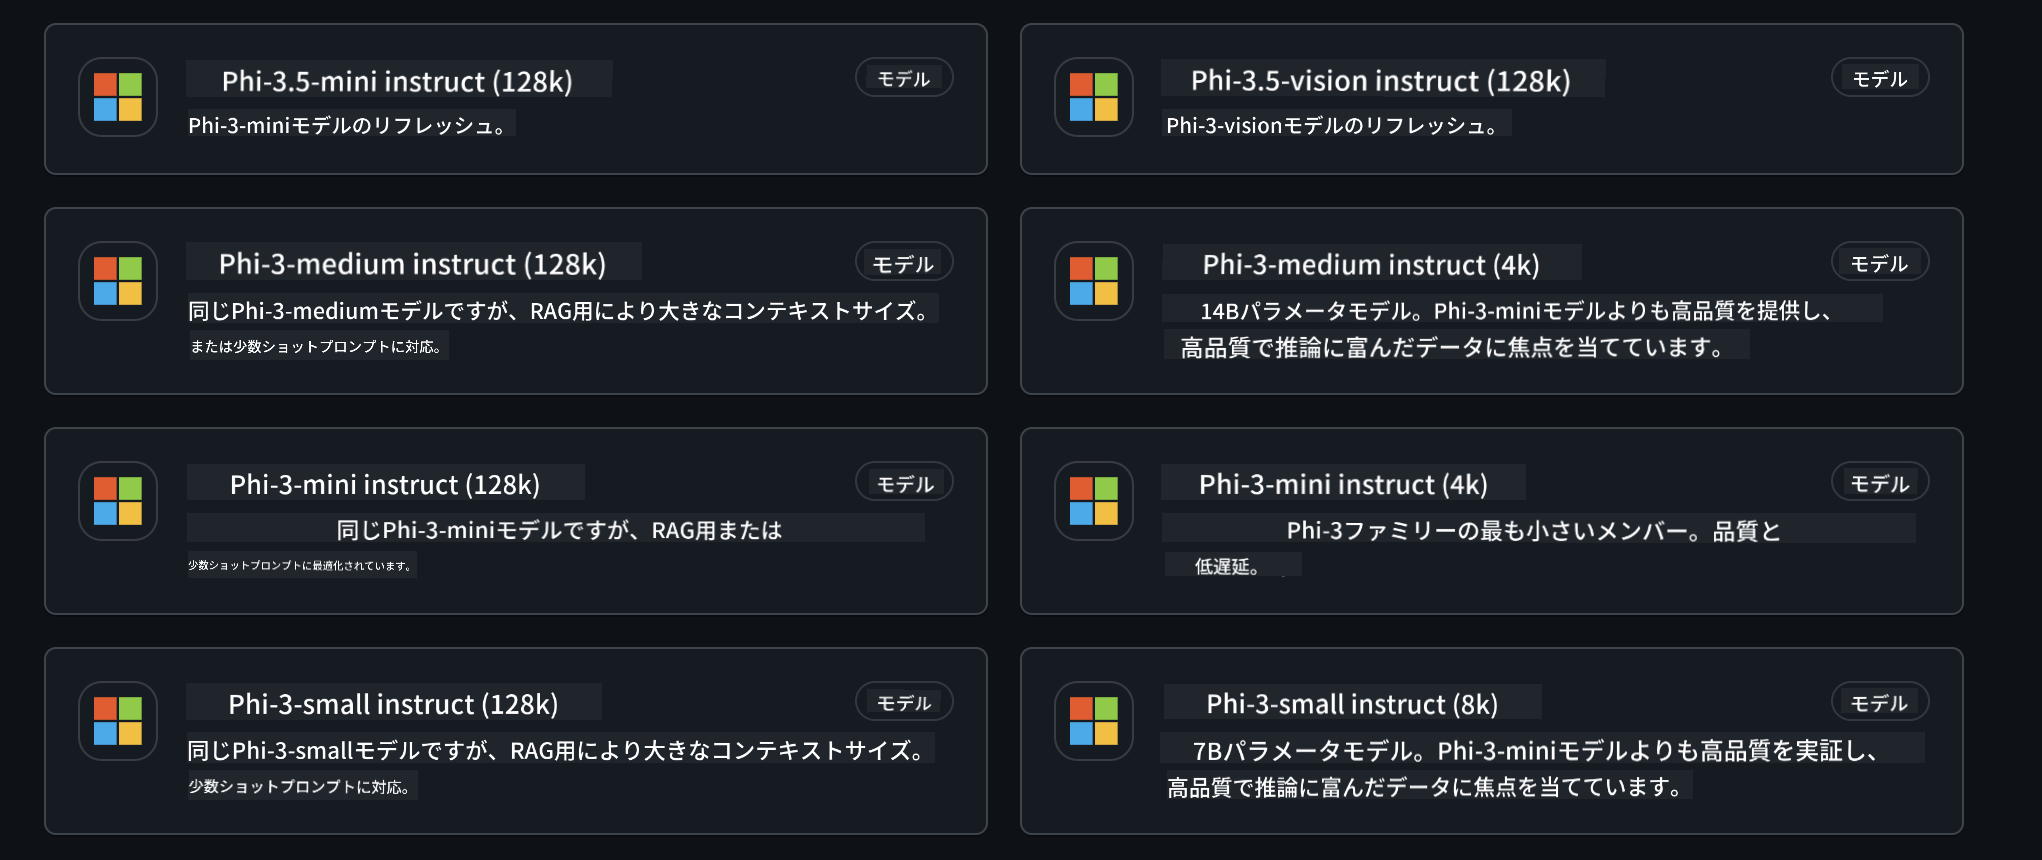 Phi-3.5-mini instruct (128k)
モデル
Phi-3-miniモデルのリフレッシュ。
Phi-3.5-vision instruct (128k)
モデル
Phi-3-visionモデルのリフレッシュ。
Phi-3-medium instruct (128k)
モデル
同じPhi-3-mediumモデルですが、RAG用により大きなコンテキストサイズ。
または少数ショットプロンプトに対応。
Phi-3-medium instruct (4k)
モデル
14Bパラメータモデル。Phi-3-miniモデルよりも高品質を提供し、
高品質で推論に富んだデータに焦点を当てています。
Phi-3-mini instruct (128k)
モデル
同じPhi-3-miniモデルですが、RAG用または
少数ショットプロンプトに最適化されています。
Phi-3-mini instruct (4k)
モデル
Phi-3ファミリーの最も小さいメンバー。品質と
低遅延。
Phi-3-small instruct (128k)
モデル
同じPhi-3-smallモデルですが、RAG用により大きなコンテキストサイズ。
少数ショットプロンプトに対応。
Phi-3-small instruct (8k)
モデル
7Bパラメータモデル。Phi-3-miniモデルよりも高品質を実証し、
高品質で推論に富んだデータに焦点を当てています。